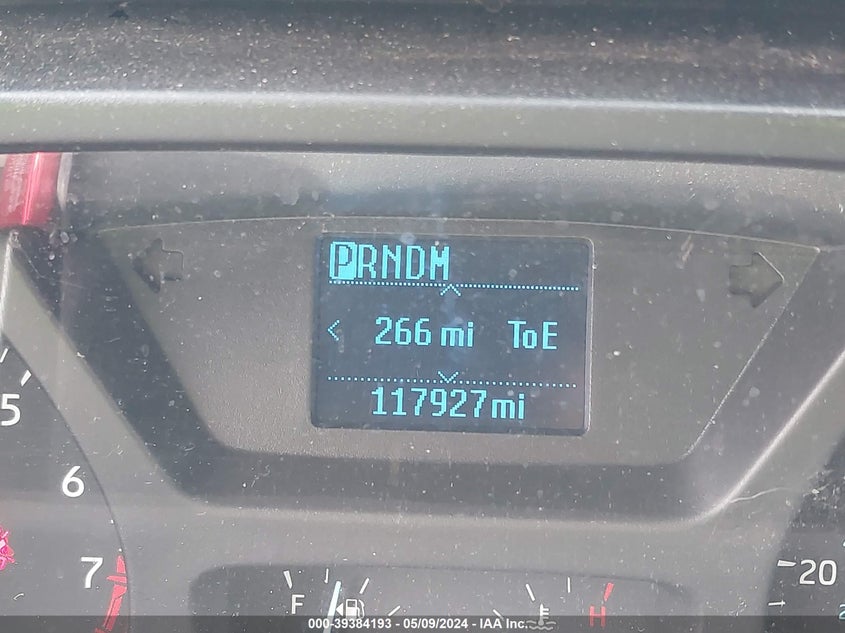 PRNDM
< 266 mi ToE
117927mi
5
6
7
20
F
H
000-39384193 - 05/09/2024 - IAA Inc.